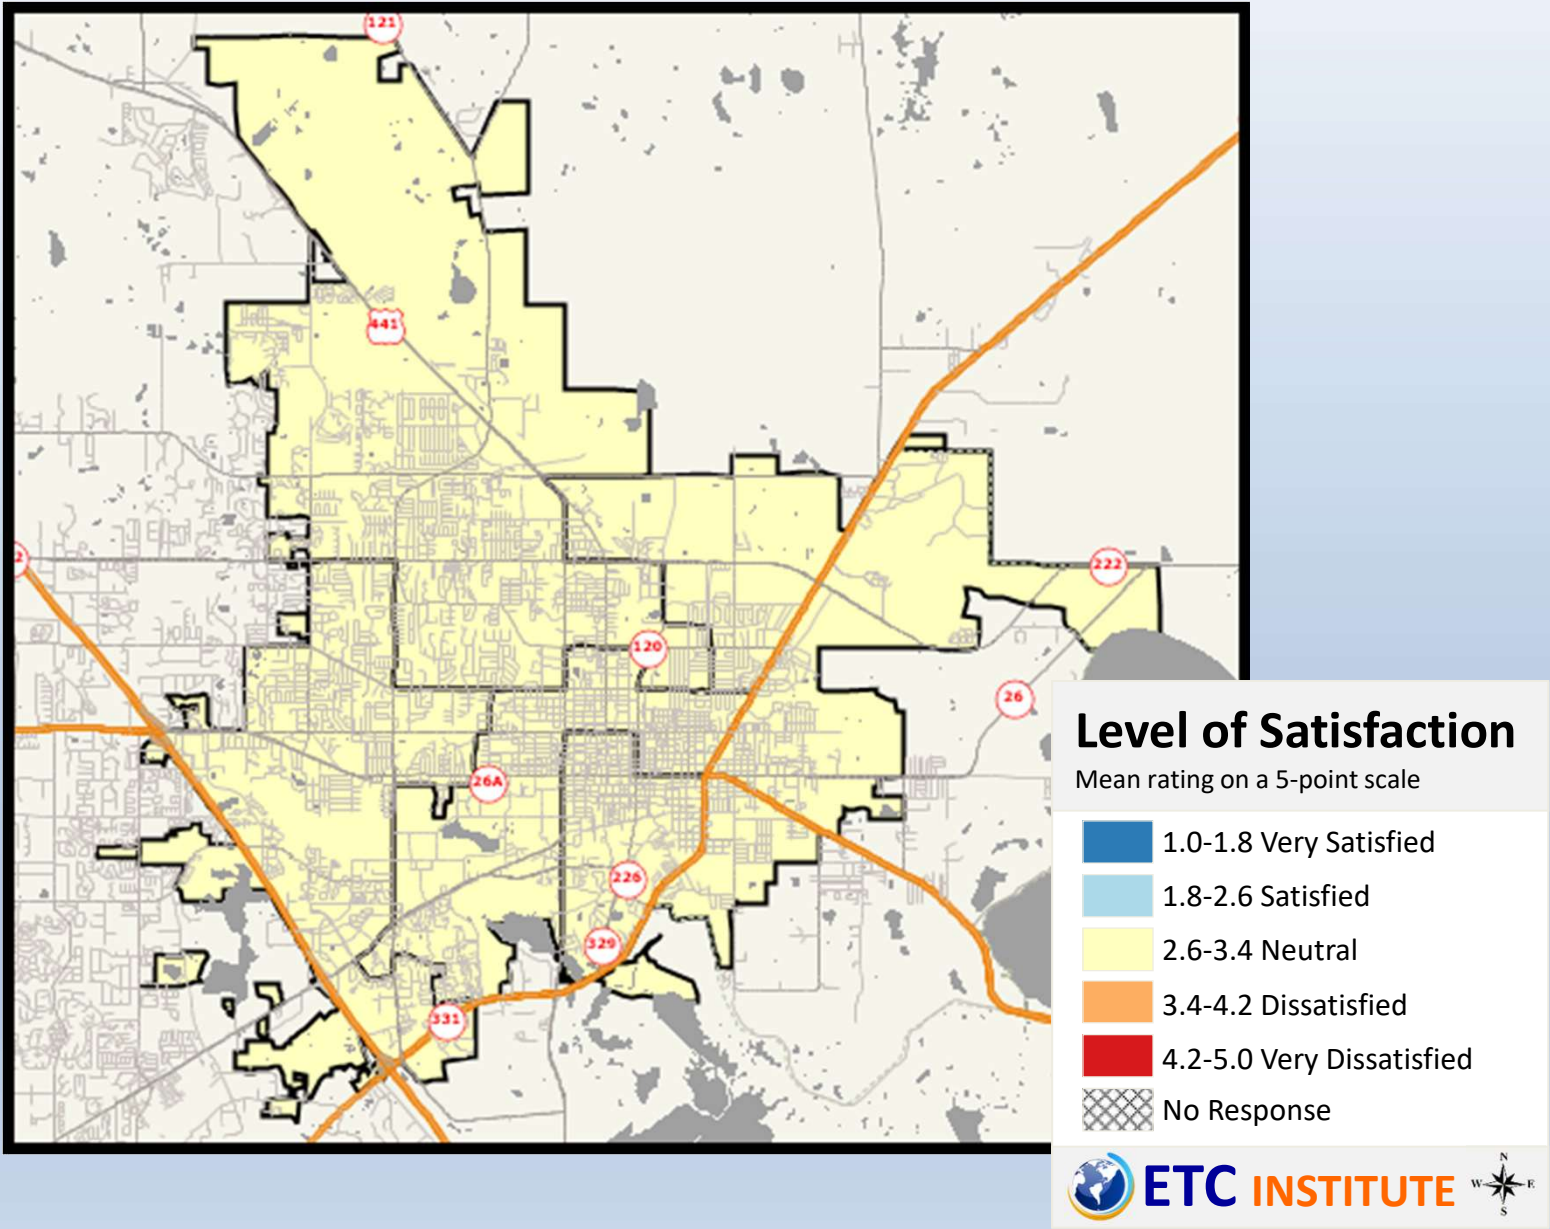 121
441
2
222
120
26
26A
226
329
331
Level of Satisfaction
Mean rating on a 5-point scale
1.0-1.8 Very Satisfied
1.8-2.6 Satisfied
2.6-3.4 Neutral
3.4-4.2 Dissatisfied
4.2-5.0 Very Dissatisfied
No Response
ETC INSTITUTE
N
W E
S